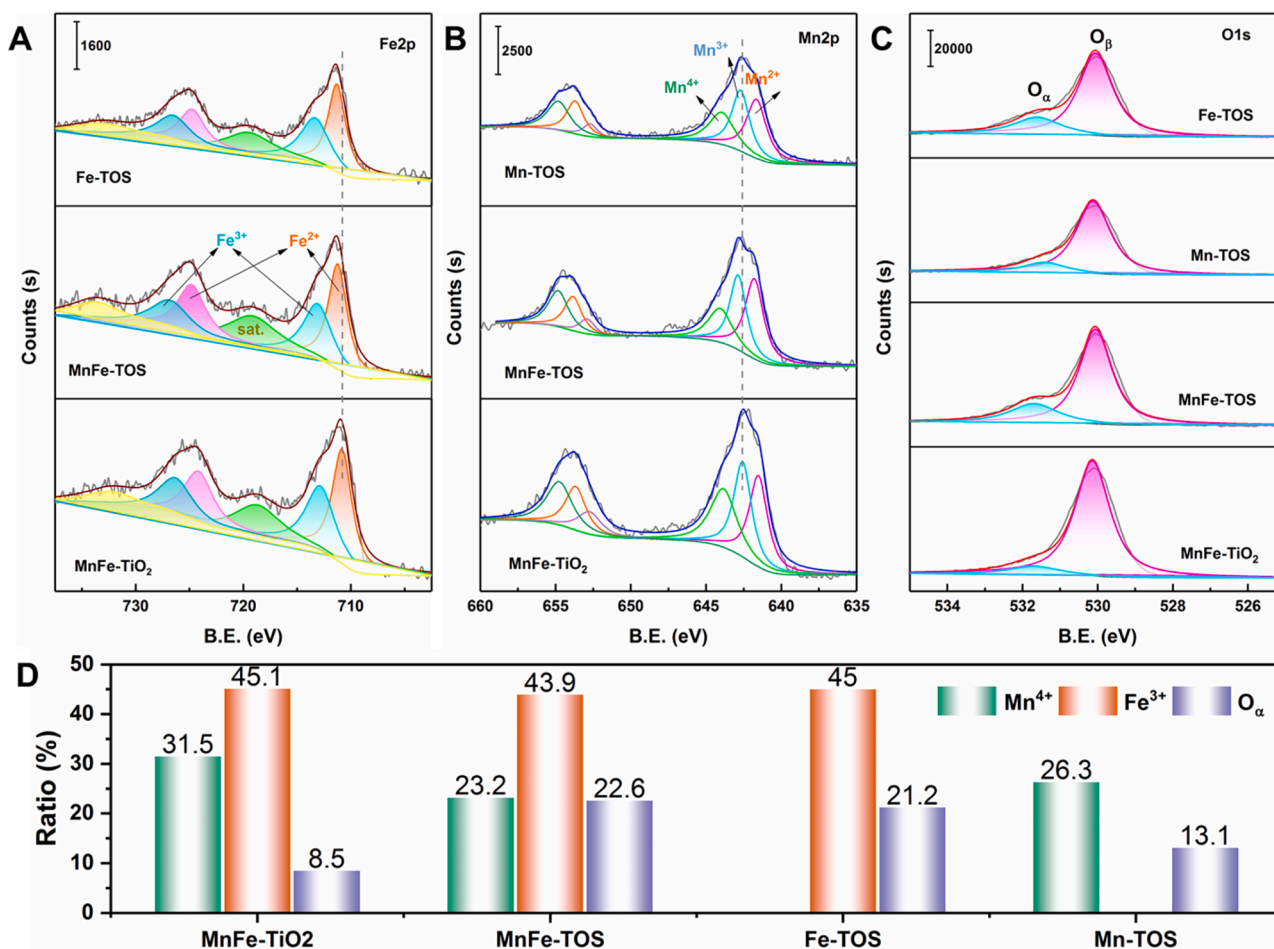 A
1600
Fe2p
Fe-TOS
Fe³⁺
Fe²⁺
sat.
MnFe-TOS
MnFe-TiO₂
Counts (s)
730
720
710
B.E. (eV)
B
2500
Mn2p
Mn³⁺
Mn⁴⁺
Mn²⁺
Mn-TOS
MnFe-TOS
MnFe-TiO₂
Counts (s)
660
655
650
645
640
635
B.E. (eV)
C
20000
O1s
Oβ
Oα
Fe-TOS
Mn-TOS
MnFe-TOS
MnFe-TiO₂
Counts (s)
534
532
530
528
526
B.E. (eV)
D
Ratio (%)
50
40
30
20
10
0
31.5
45.1
8.5
23.2
43.9
22.6
45
21.2
26.3
13.1
Mn⁴⁺
Fe³⁺
Oα
MnFe-TiO2
MnFe-TOS
Fe-TOS
Mn-TOS